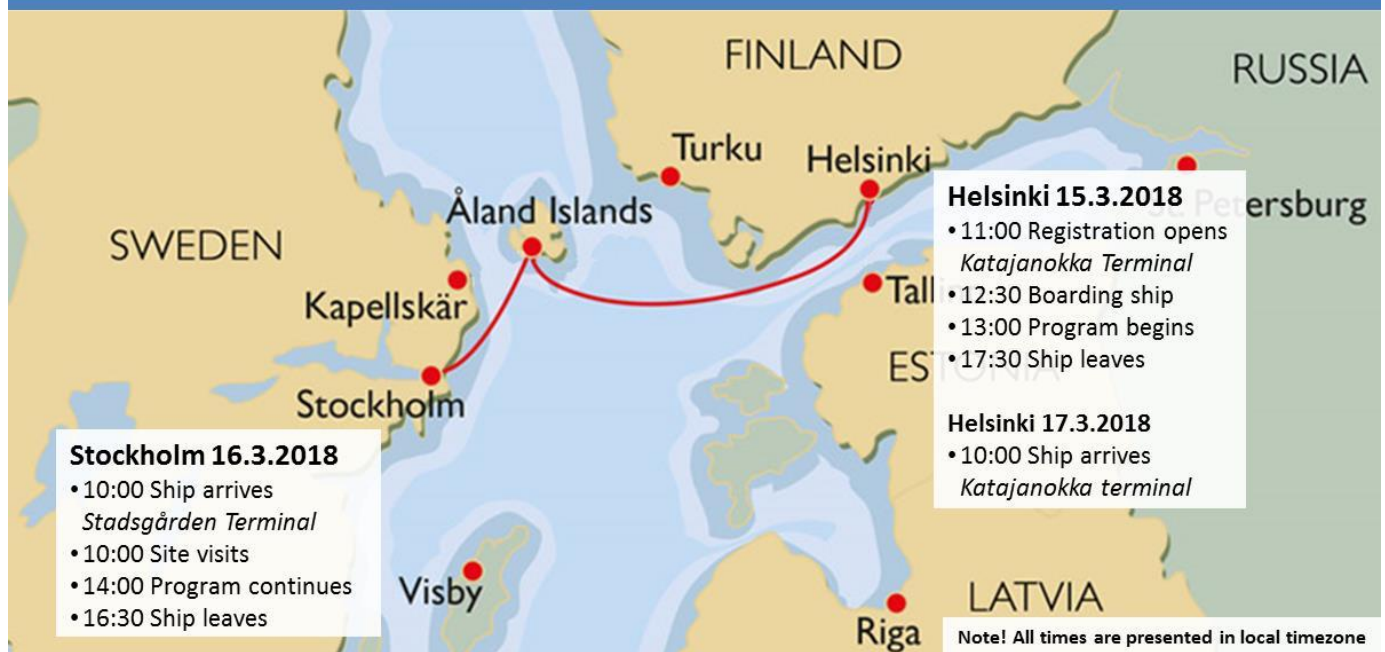 FINLAND
RUSSIA
Turku
Helsinki
Åland Islands
SWEDEN
Kapellskär
Stockholm
Helsinki 15.3.2018
•11:00 Registration opens
Katajanokka Terminal
•12:30 Boarding ship
•13:00 Program begins
•17:30 Ship leaves
Helsinki 17.3.2018
•10:00 Ship arrives
Katajanokka terminal
St. Petersburg
Tallinn
ESTONIA
Stockholm 16.3.2018
•10:00 Ship arrives
Stadsgården Terminal
•10:00 Site visits
•14:00 Program continues
•16:30 Ship leaves
Visby
LATVIA
Riga
Note! All times are presented in local timezone